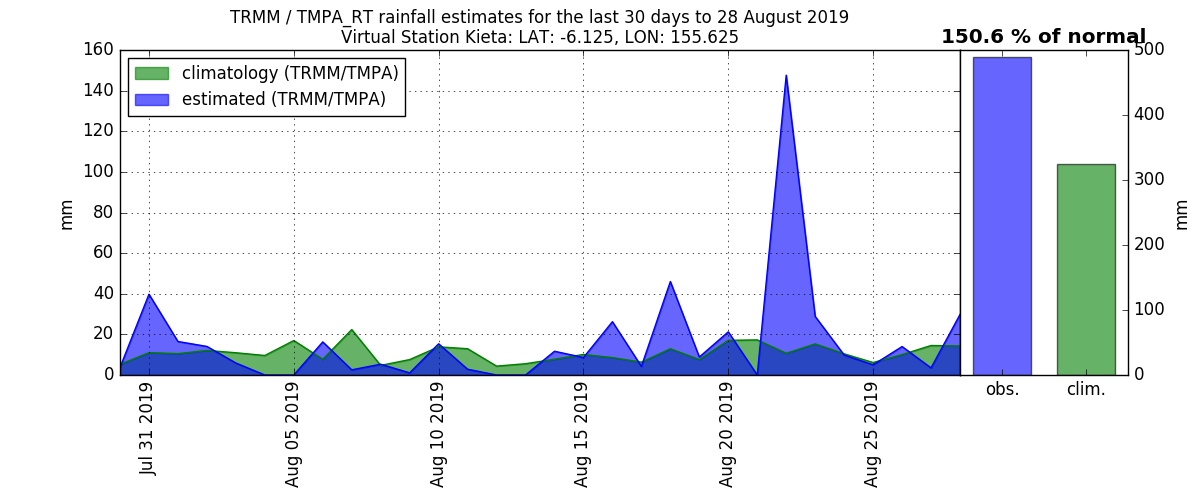 TRMM / TMPA_RT rainfall estimates for the last 30 days to 28 August 2019
Virtual Station Kieta: LAT: -6.125, LON: 155.625
150.6 % of normal
climatology (TRMM/TMPA)
estimated (TRMM/TMPA)
160
140
120
100
80
60
40
20
0
mm
Jul 31 2019
Aug 05 2019
Aug 10 2019
Aug 15 2019
Aug 20 2019
Aug 25 2019
obs.
clim.
500
400
300
200
100
0
mm